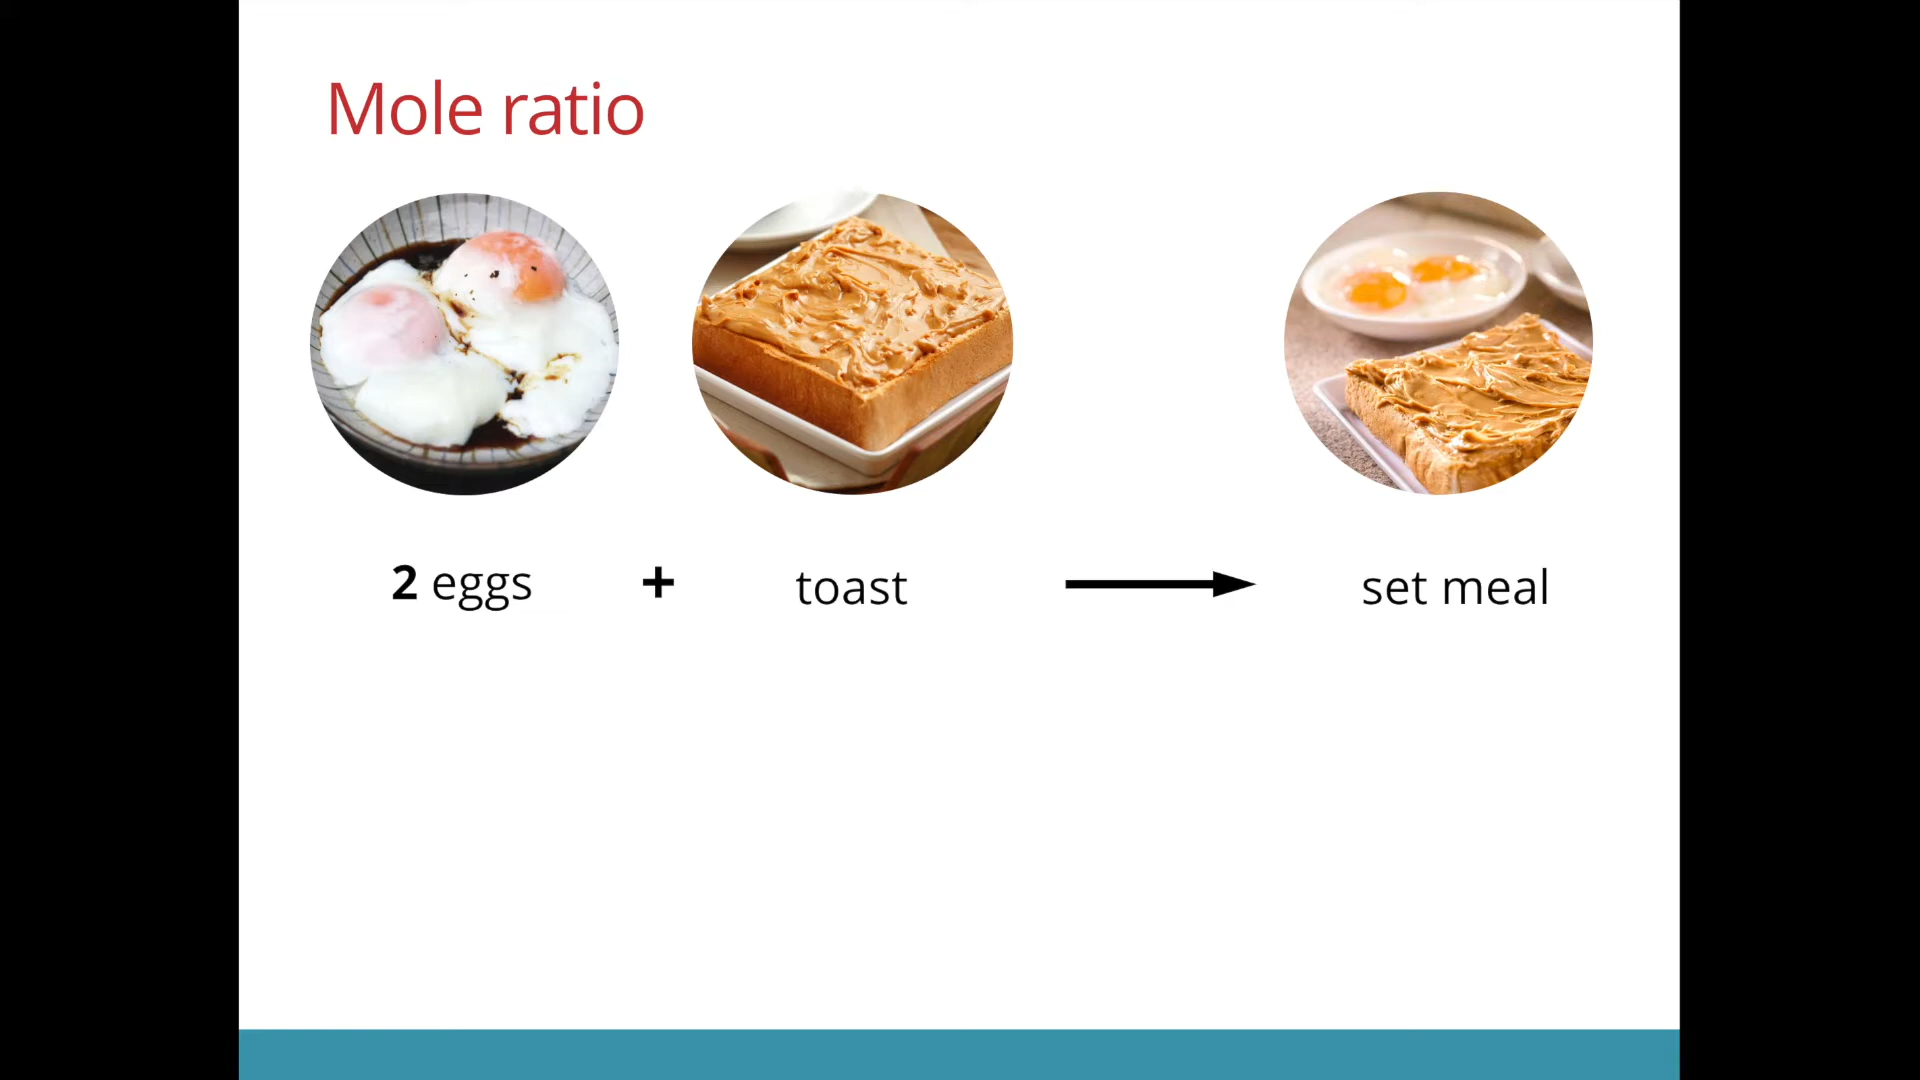 Mole ratio
2 eggs + toast → set meal